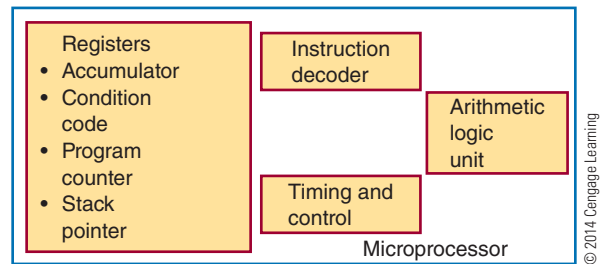 Registers
• Accumulator
• Condition
code
• Program
counter
• Stack
pointer
Instruction
decoder
Arithmetic
logic
unit
Timing and
control
Microprocessor
© 2014 Cengage Learning